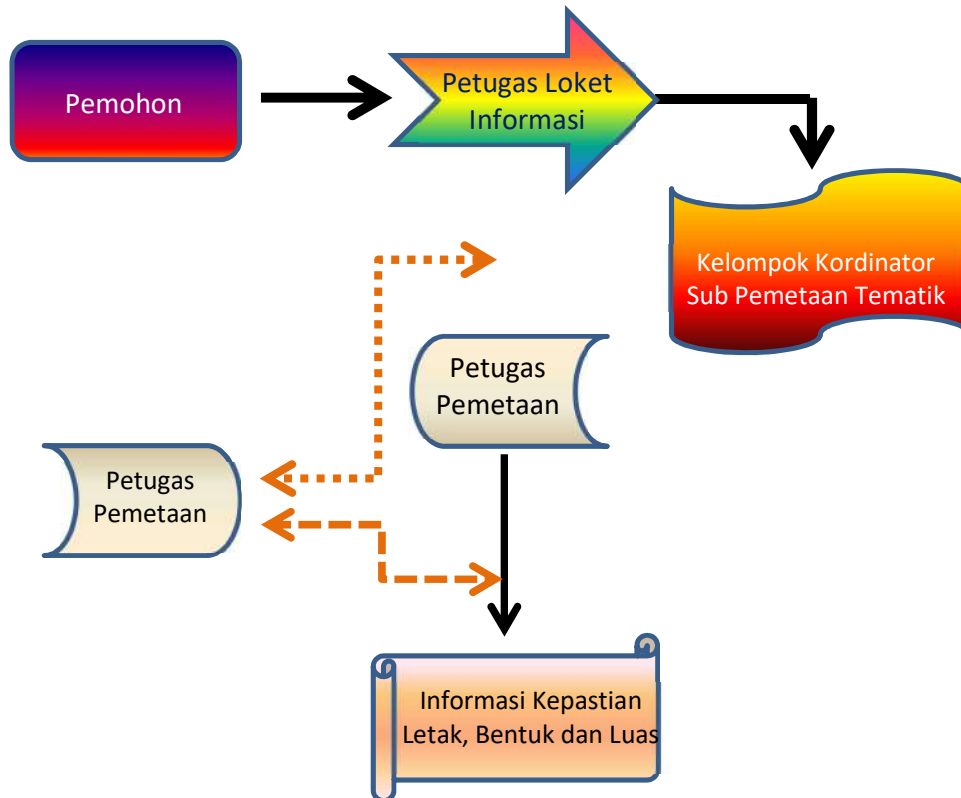 Pemohon
Petugas Loket
Informasi
Kelompok Kordinator
Sub Pemetaan Tematik
Petugas
Pemetaan
Petugas
Pemetaan
Informasi Kepastian
Letak, Bentuk dan Luas